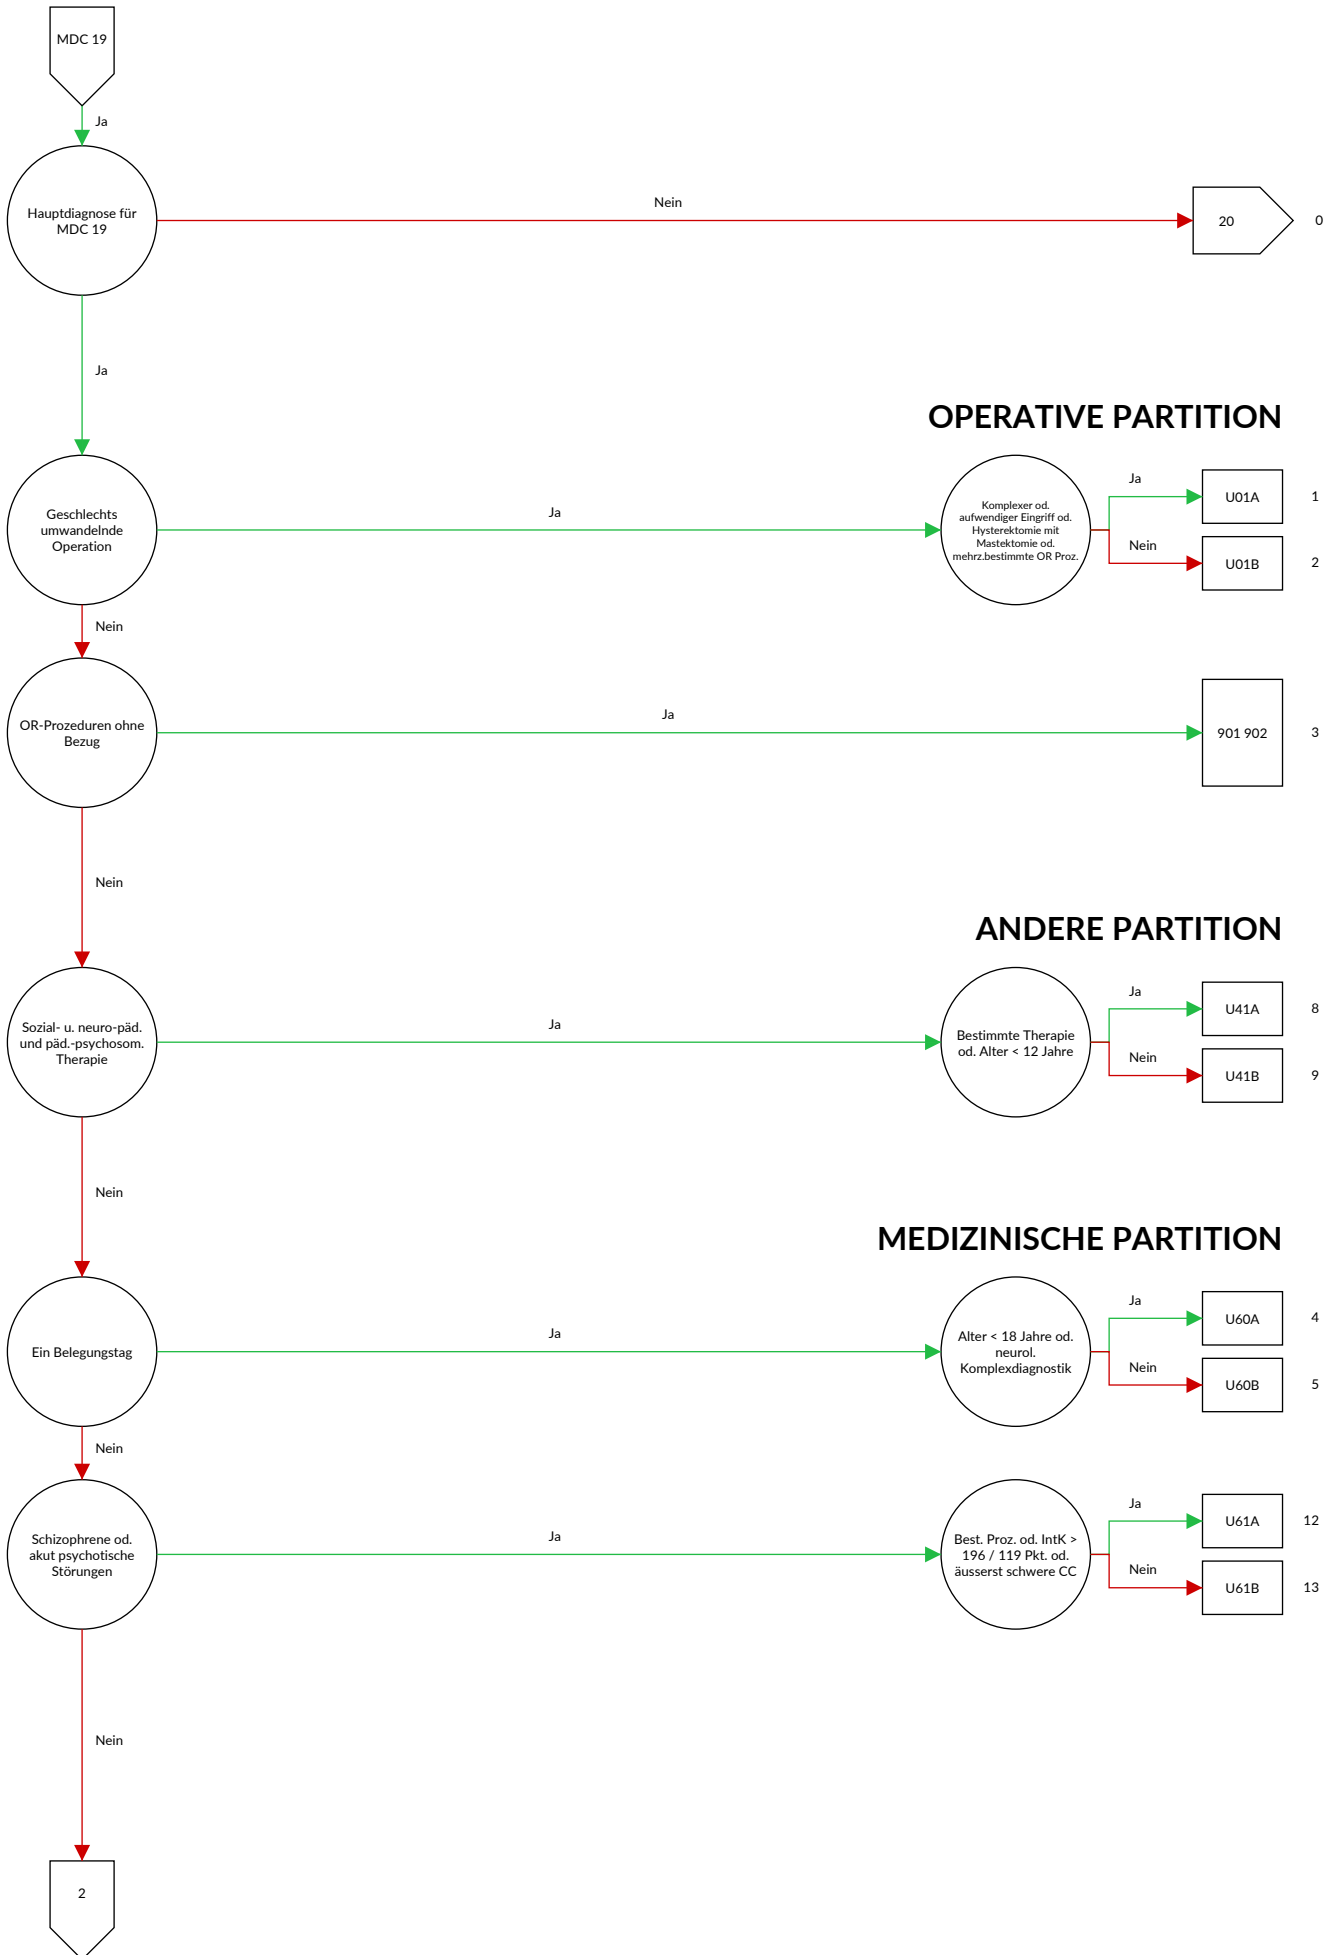 MDC 19
Ja
Hauptdiagnose für
MDC 19
Nein
20
0
Ja
OPERATIVE PARTITION
Geschlechts
umwandelnde
Operation
Ja
Komplexer od.
aufwendiger Eingriff od.
Hysterektomie mit
Mastektomie od.
mehrz.bestimmte OR Proz.
Ja
U01A
1
Nein
U01B
2
Nein
OR-Prozeduren ohne
Bezug
Ja
901 902
3
Nein
ANDERE PARTITION
Sozial- u. neuro-päd.
und päd.-psychosom.
Therapie
Ja
Bestimmte Therapie
od. Alter < 12 Jahre
Ja
U41A
8
Nein
U41B
9
Nein
MEDIZINISCHE PARTITION
Ein Belegungstag
Ja
Alter < 18 Jahre od.
neurol.
Komplexdiagnostik
Ja
U60A
4
Nein
U60B
5
Nein
Schizophrene od.
akut psychotische
Störungen
Ja
Best. Proz. od. IntK >
196 / 119 Pkt. od.
äusserst schwere CC
Ja
U61A
12
Nein
U61B
13
Nein
2